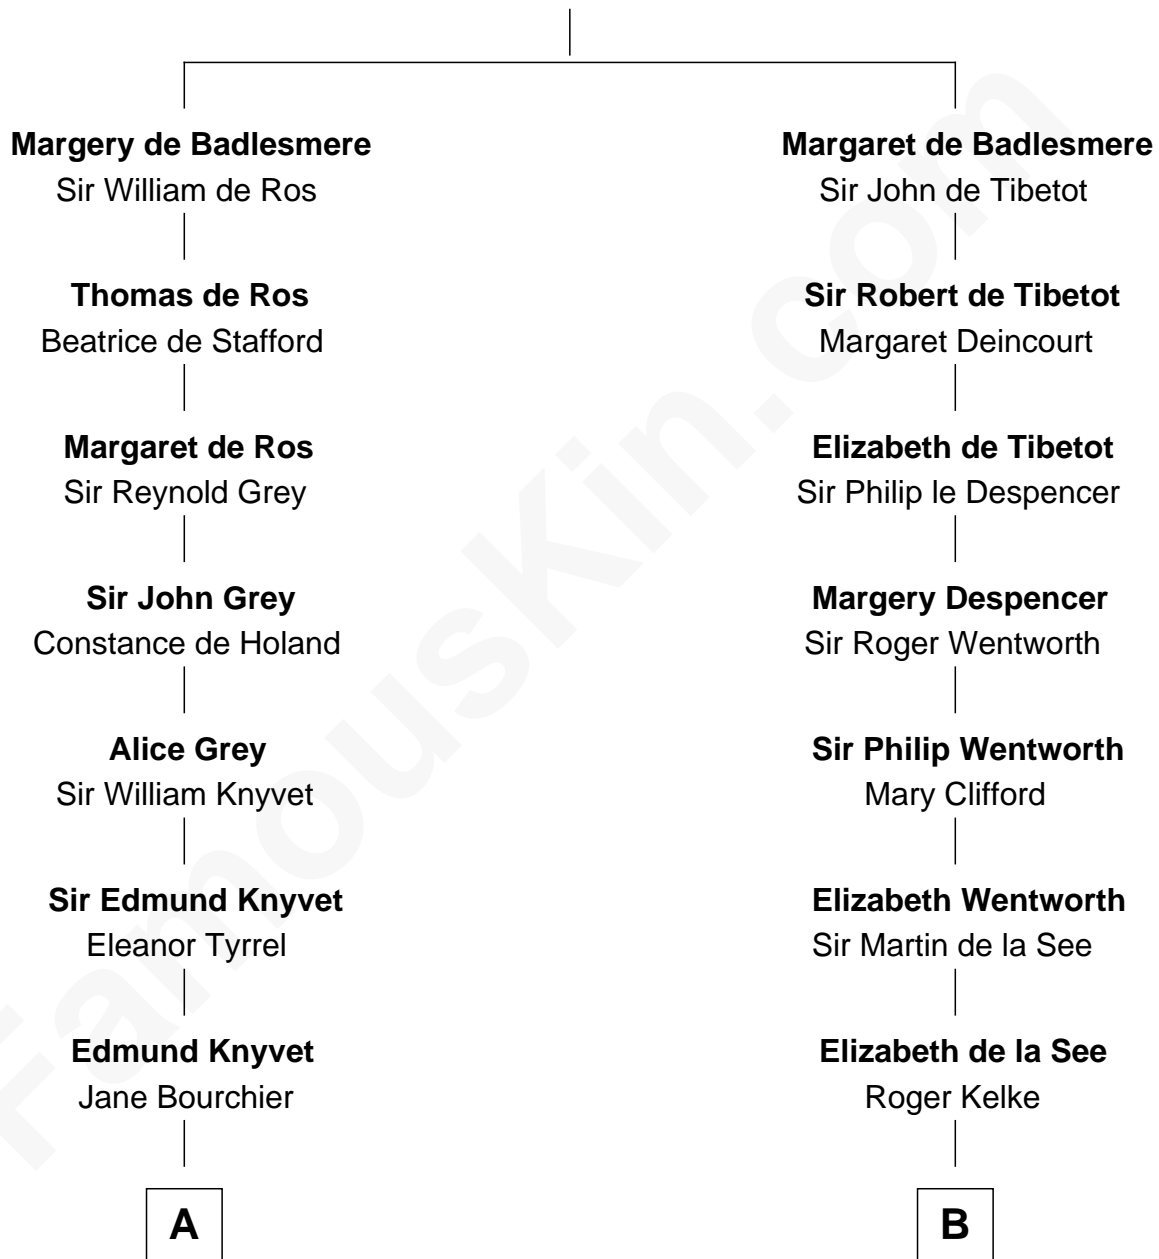 Margery de Badlesmere
Sir William de Ros
Thomas de Ros
Beatrice de Stafford
Margaret de Ros
Sir Reynold Grey
Sir John Grey
Constance de Holand
Alice Grey
Sir William Knyvet
Sir Edmund Knyvet
Eleanor Tyrrel
Edmund Knyvet
Jane Bourchier
A
Margaret de Badlesmere
Sir John de Tibetot
Sir Robert de Tibetot
Margaret Deincourt
Elizabeth de Tibetot
Sir Philip le Despencer
Margery Despencer
Sir Roger Wentworth
Sir Philip Wentworth
Mary Clifford
Elizabeth Wentworth
Sir Martin de la See
Elizabeth de la See
Roger Kelke
B
FamousKin.com